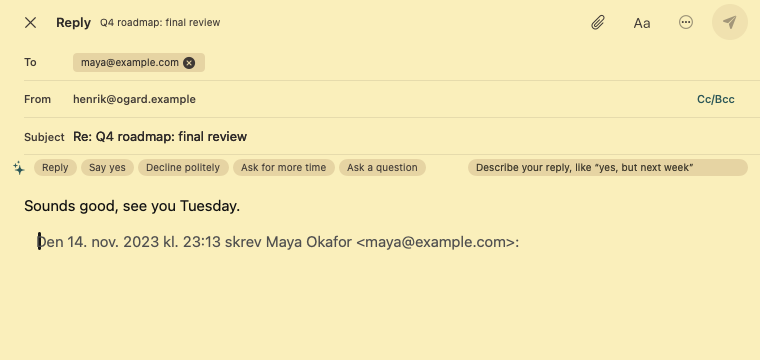 Reply Q4 roadmap: final review Aa
To maya@example.com
From henrik@ogard.example Cc/Bcc
Subject Re: Q4 roadmap: final review
Reply Say yes Decline politely Ask for more time Ask a question Describe your reply, like “yes, but next week”
Sounds good, see you Tuesday.
Den 14. nov. 2023 kl. 23:13 skrev Maya Okafor <maya@example.com>: